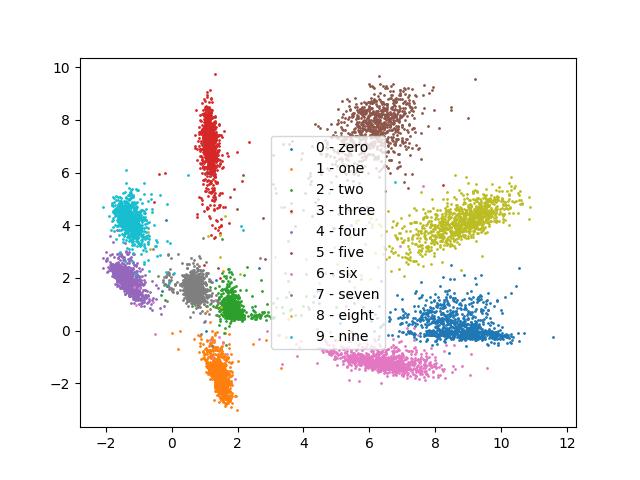 10
8
6
4
2
0
−2
0 - zero
1 - one
2 - two
3 - three
4 - four
5 - five
6 - six
7 - seven
8 - eight
9 - nine
−2 0 2 4 6 8 10 12